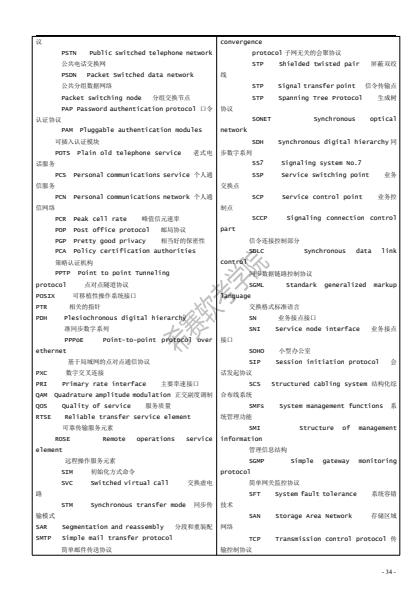 议
PSTN Public switched telephone network
公共电话交换网
PSDN Packet Switched data network
公共分组数据网络
Packet switching node 分组交换节点
PAP Password authentication protocol 口令
认证协议
PAM Pluggable authentication modules
可插入认证模块
POTS Plain old telephone service 老式电
话服务
PCS Personal communications service 个人通
信服务
PCN Personal communications network 个人通
信网络
PCR Peak cell rate 峰值信元速率
POP Post office protocol 邮局协议
PGP Pretty good privacy 相当好的保密性
PCA Policy certification authorities
策略认证机构
PPTP Point to point Tunneling
protocol 点对点隧道协议
POSIX 可移植性操作系统接口
PTR 相关的指针
PDH Plesiochronous digital hierarchy
准同步数字系列
PPPoE Point-to-point protocol over
ethernet
基于局域网的点对点通信协议
PXC 数字交叉连接
PRI Primary rate interface 主要率速接口
QAM Quadrature amplitude modulation 正交副度调制
QOS Quality of service 服务质量
RTSE Reliable transfer service element
可靠传输服务元素
ROSE Remote operations service
element
远程操作服务元素
SIM 初始化方式命令
SVC Switched virtual call 交换虚电
路
STM Synchronous transfer mode 同步传
输模式
SAR Segmentation and reassembly 分段和重装配
SMTP Simple mail transfer protocol
简单邮件传送协议
convergence
protocol 子网无关的会聚协议
STP Shielded twisted pair 屏蔽双绞
线
STP Signal transfer point 信令传输点
STP Spanning Tree Protocol 生成树
协议
SONET Synchronous optical
network
SDH Synchronous digital hierarchy 同
步数字系列
SS7 Signaling system No.7
SSP Service switching point 业务
交换点
SCP Service control point 业务控
制点
SCCP Signaling connection control
part
信令连接控制部分
SDLC Synchronous data link
control
同步数据链路控制协议
SGML Standard generalized markup
language
交换格式标准语言
SN 业务接点接口
SNI Service node interface 业务接点
接口
SOHO 小型办公室
SIP Session initiation protocol 会
话发起协议
SCS Structured cabling system 结构化综
合布线系统
SMFS System management functions 系
统管理功能
SMI Structure of management
information
管理信息结构
SGMP Simple gateway monitoring
protocol
简单网关监控协议
SFT System fault tolerance 系统容错
技术
SAN Storage Area Network 存储区域
网络
TCP Transmission control protocol 传
输控制协议
希赛软考学院
- 34 -